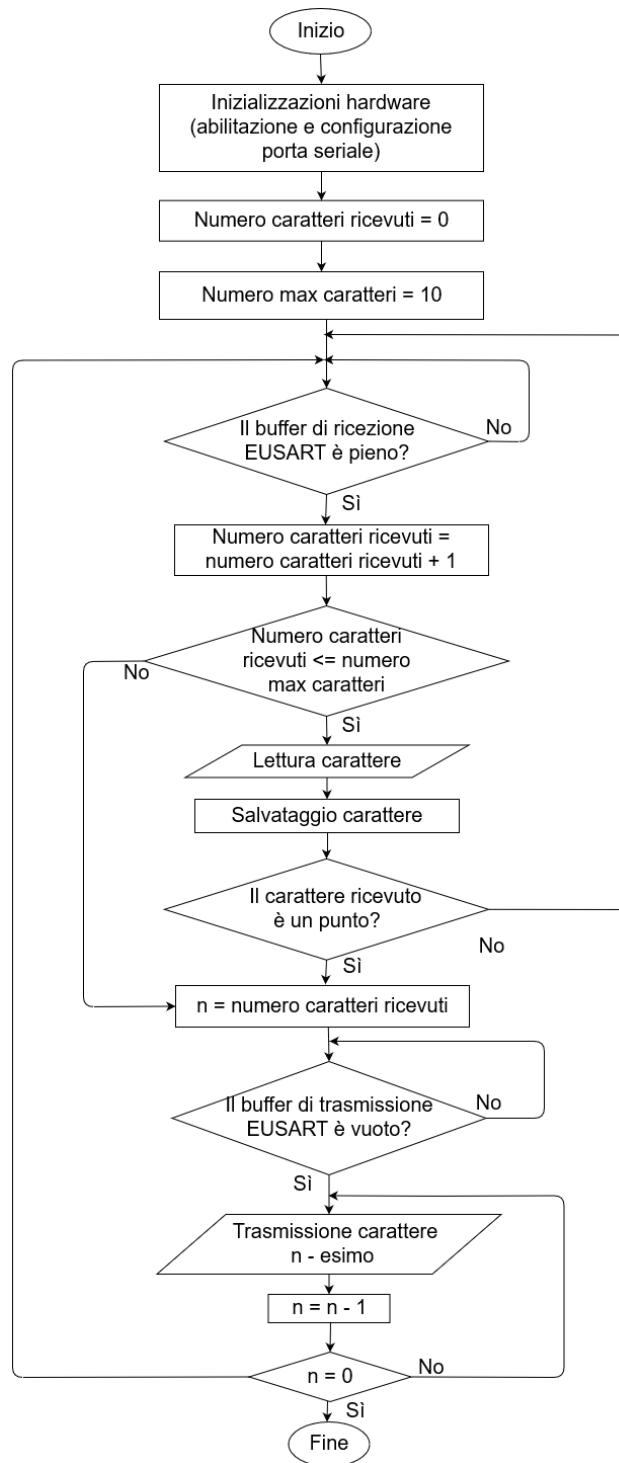 Inizio
Inizializzazioni hardware
(abilitazione e configurazione
porta seriale)
Numero caratteri ricevuti = 0
Numero max caratteri = 10
Il buffer di ricezione
EUSART è pieno?
No
Sì
Numero caratteri ricevuti =
numero caratteri ricevuti + 1
Numero caratteri
ricevuti <= numero
max caratteri
No
Sì
Lettura carattere
Salvataggio carattere
Il carattere ricevuto
è un punto?
No
Sì
n = numero caratteri ricevuti
Il buffer di trasmissione
EUSART è vuoto?
No
Sì
Trasmissione carattere
n - esimo
n = n - 1
n = 0
No
Sì
Fine